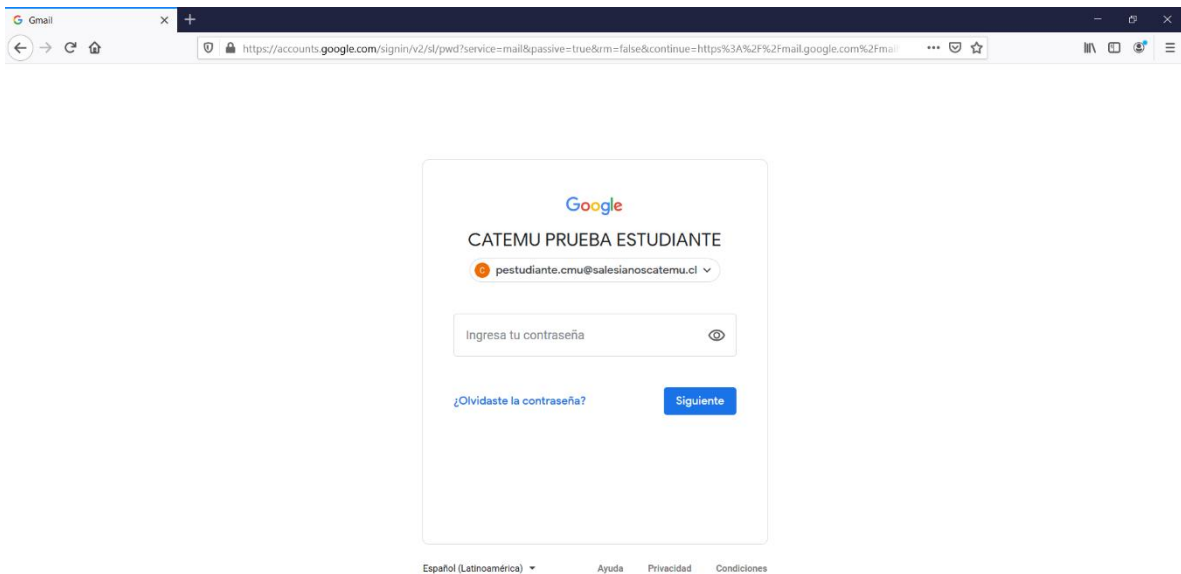 Gmail
https://accounts.google.com/signin/v2/sl/pwd?service=mail&passive=true&rm=false&continue=https%3A%2F%2Fmail.google.com%2Fmail
Google
CATEMU PRUEBA ESTUDIANTE
C pestudiante.cmu@salesianoscatemu.cl
Ingresa tu contraseña
¿Olvidaste la contraseña? Siguiente
Español (Latinoamérica) Ayuda Privacidad Condiciones